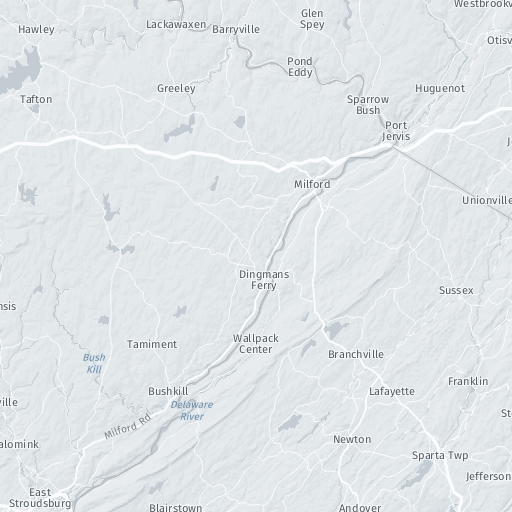 Westbrookv
Glen
Spey
Lackawaxen
Hawley
Barryville
Otisv
Pond
Eddy
Greeley
Huguenot
Tafton
Sparrow
Bush
Port
Jervis
J
Milford
Unionville
Dingmans
Ferry
Sussex
nsis
Wallpack
Center
Tamiment
Branchville
Bush
Kill
Franklin
Bushkill
Lafayette
ville
Delaware
River
St
Milford Rd
Newton
alomink
Sparta Twp
Jefferson
East
Stroudsburg
Blairstown
Andover